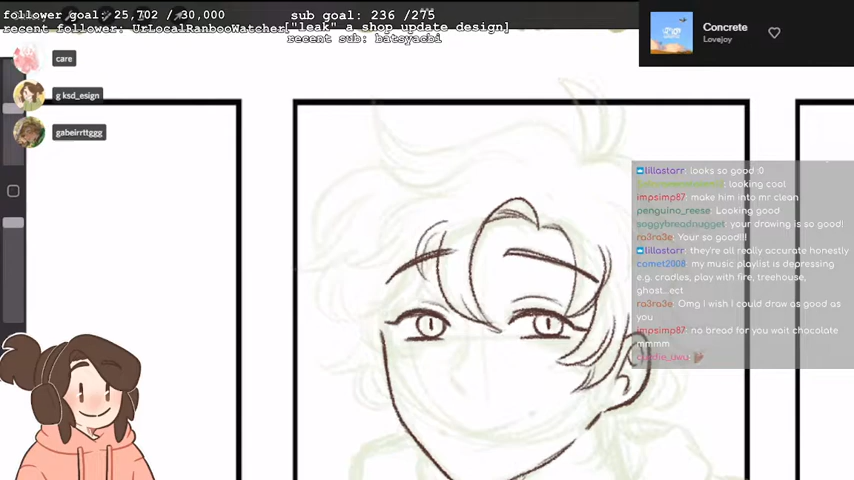 follower goal: 25,702 / 30,000
sub goal: 236 /275
recent follower: UrLocalRanbooWatcher
["leak" a shop update design]
recent sub: batsyacbi
Concrete
Lovejoy
care
g ksd_esign
gabeirrttggg
lillastarr: looks so good :0
looking cool
impsimp87: make him into mr clean
penguino_reese: Looking good
soggybreadnugget: your drawing is so good!
ra3ra3e: Your so good!!!
lillastarr: they're all really accurate honestly
comet2008: my music playlist is depressing
e.g. cradles, play with fire, treehouse,
ghost...ect
ra3ra3e: Omg I wish I could draw as good as
you
impsimp87: no bread for you wait chocolate
mmmm